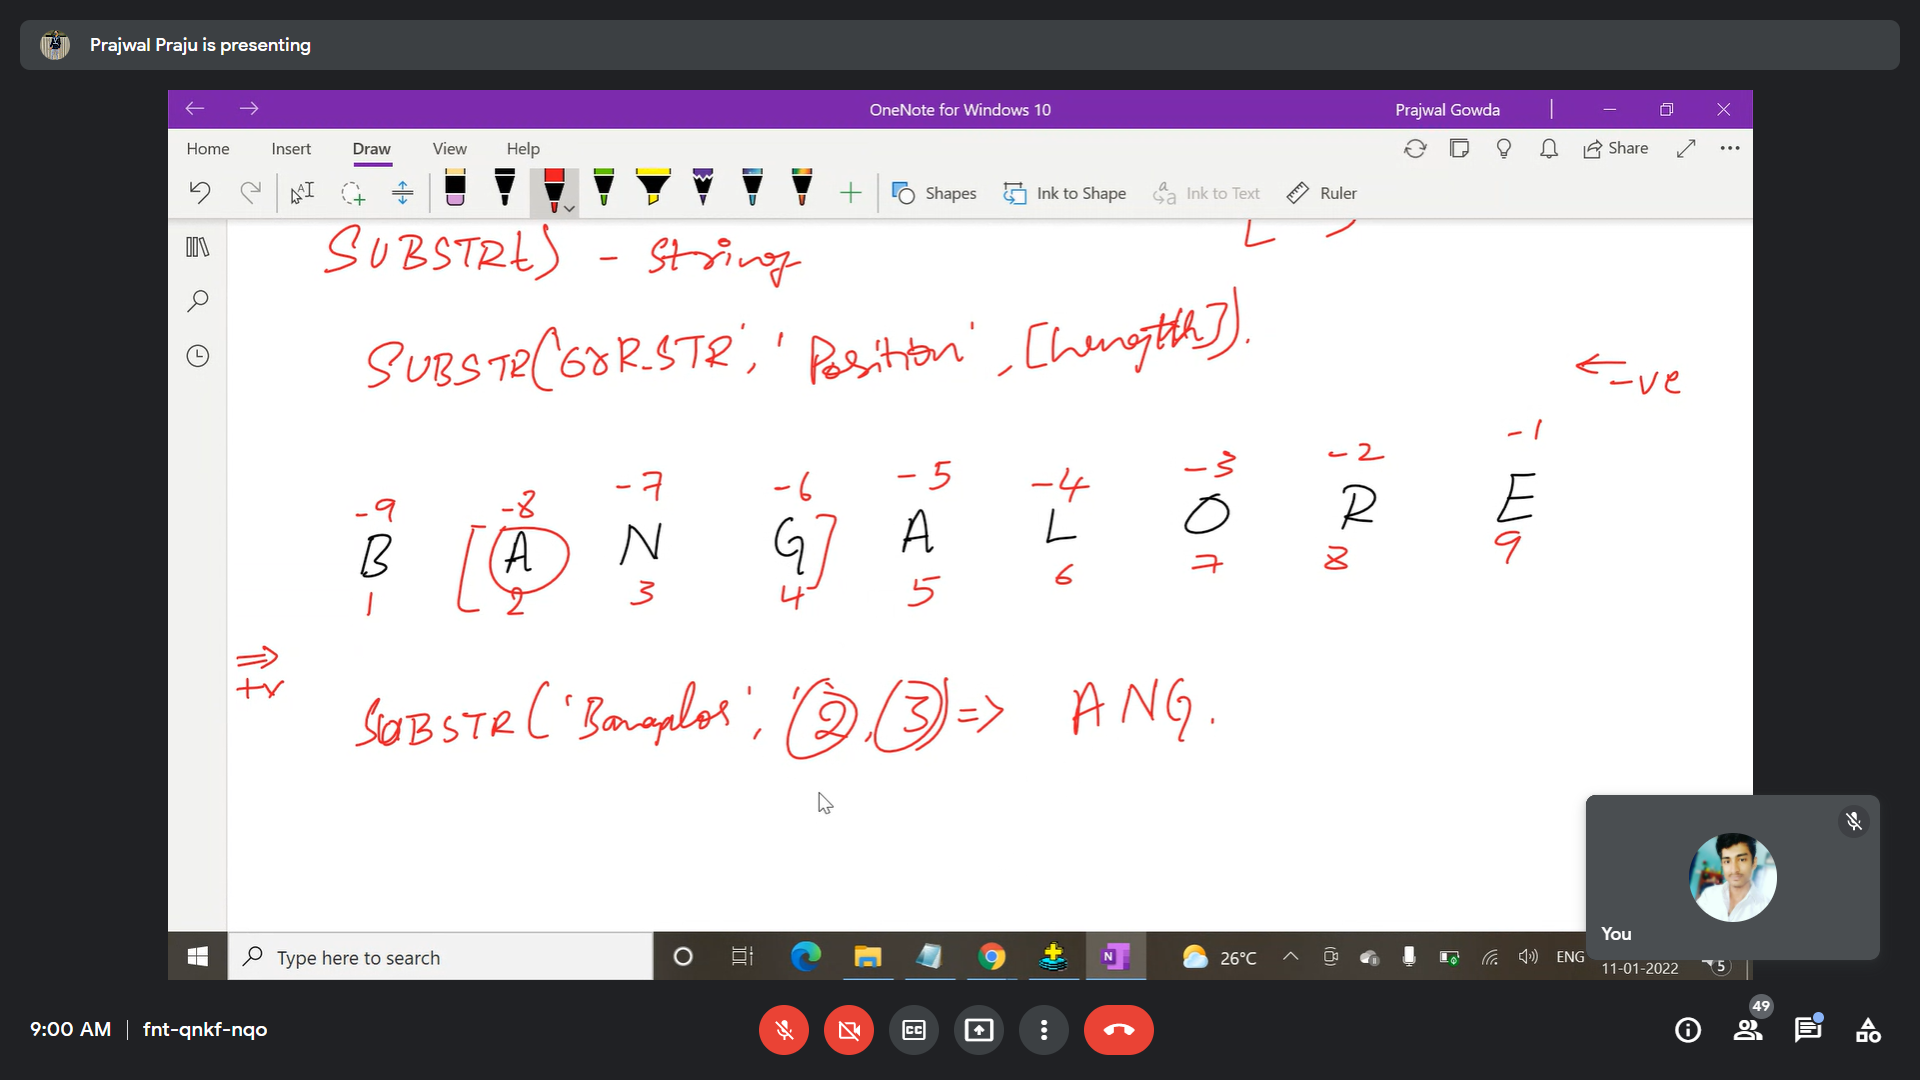 Prajwal Praju is presenting
OneNote for Windows 10
Prajwal Gowda
Home Insert Draw View Help
Share
Shapes Ink to Shape Ink to Text Ruler
SUBSTR() - String
SUBSTR('OrR_STR', 'Position', [Length]).
← -ve
-9 -8 -7 -6 -5 -4 -3 -2 -1
B [A N G] A L O R E
1 2 3 4 5 6 7 8 9
⇒
+v
SUBSTR(' ', 2, 3) => ANG.
You
Type here to search
26°C
ENG
11-01-2022
5
9:00 AM | fnt-qnkf-nqo
49